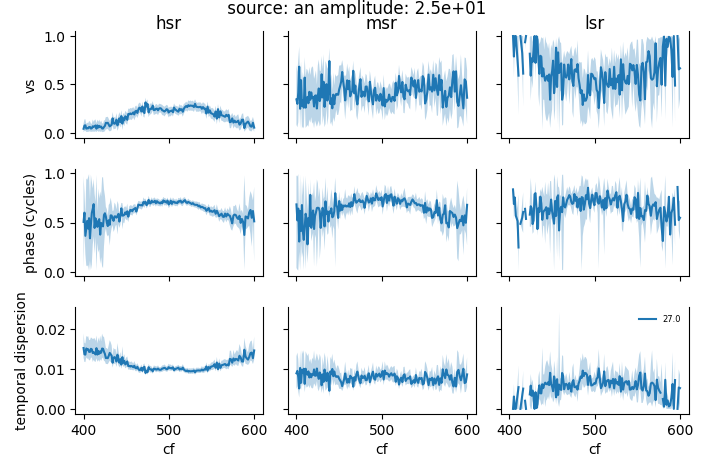 source: an amplitude: 2.5e+01
hsr msr lsr
1.0
0.5
0.0
vs
1.0
0.5
0.0
phase (cycles)
0.02
0.01
0.00
temporal dispersion
27.0
400 500 600 400 500 600 400 500 600
cf cf cf